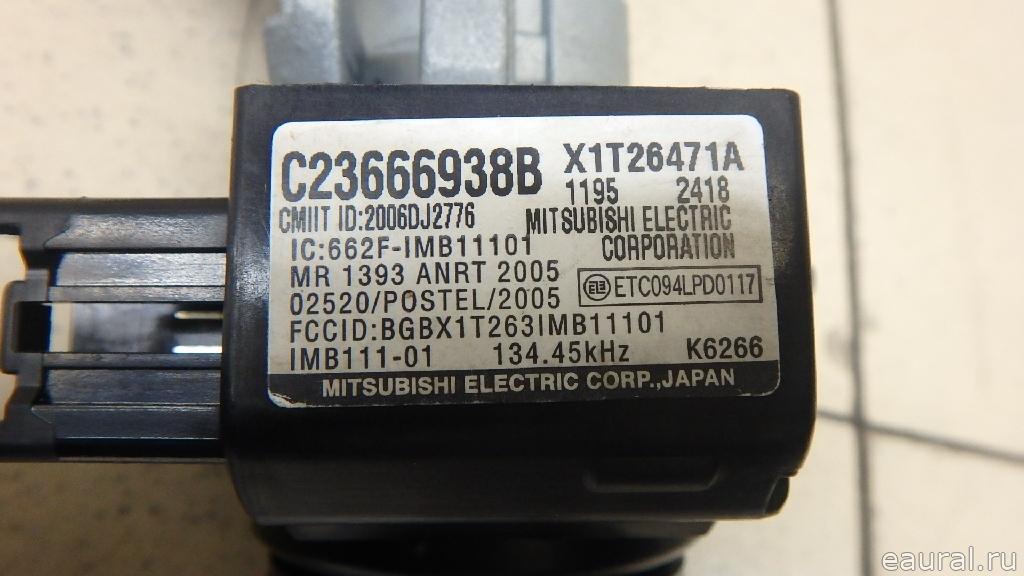 C23666938B X1T26471A
1195 2418
CMIIT ID:2006DJ2776 MITSUBISHI ELECTRIC
IC:662F-IMB11101 CORPORATION
MR 1393 ANRT 2005
02520/POSTEL/2005 ETC094LPD0117
FCCID:BGBX1T263IMB11101
IMB111-01 134.45kHz K6266
MITSUBISHI ELECTRIC CORP.,JAPAN
eaural.ru